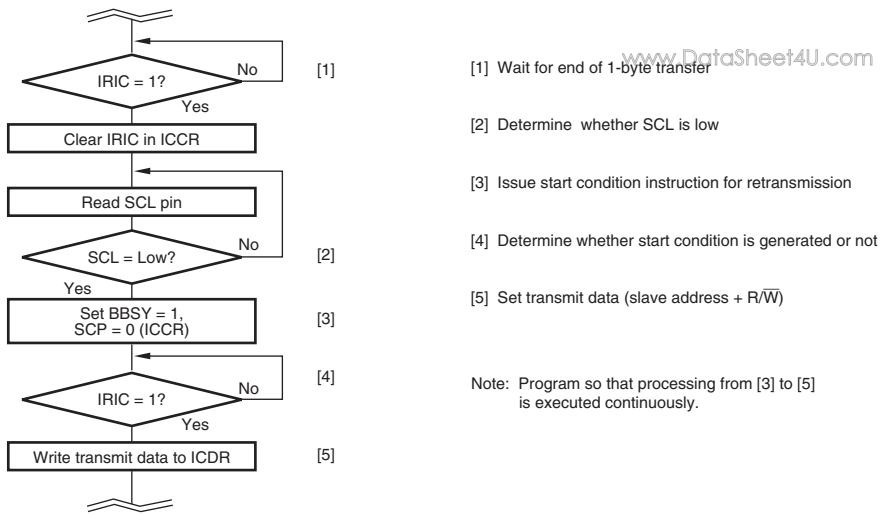 www.DataSheet4U.com
IRIC = 1?
No
Yes
[1]
Clear IRIC in ICCR
Read SCL pin
SCL = Low?
No
Yes
[2]
Set BBSY = 1,
SCP = 0 (ICCR)
[3]
IRIC = 1?
No
Yes
[4]
Write transmit data to ICDR
[5]
[1] Wait for end of 1-byte transfer
[2] Determine whether SCL is low
[3] Issue start condition instruction for retransmission
[4] Determine whether start condition is generated or not
[5] Set transmit data (slave address + R/W̅)
Note: Program so that processing from [3] to [5]
is executed continuously.